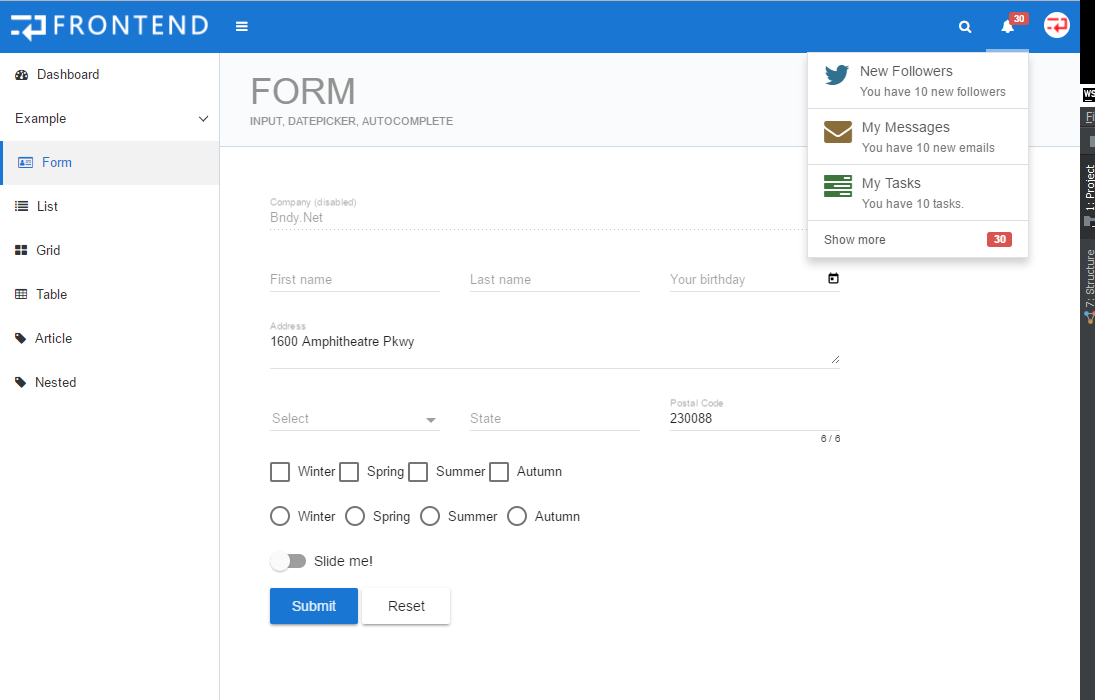 FRONTEND
30
Dashboard
Example
Form
List
Grid
Table
Article
Nested
FORM
INPUT, DATEPICKER, AUTOCOMPLETE
New Followers
You have 10 new followers
My Messages
You have 10 new emails
My Tasks
You have 10 tasks.
Show more 30
Company (disabled)
Bndy.Net
First name Last name Your birthday
Address
1600 Amphitheatre Pkwy
Select State
Postal Code
230088
6 / 6
Winter Spring Summer Autumn
Winter Spring Summer Autumn
Slide me!
Submit Reset
WS
Fi
1: Project
7: Structure